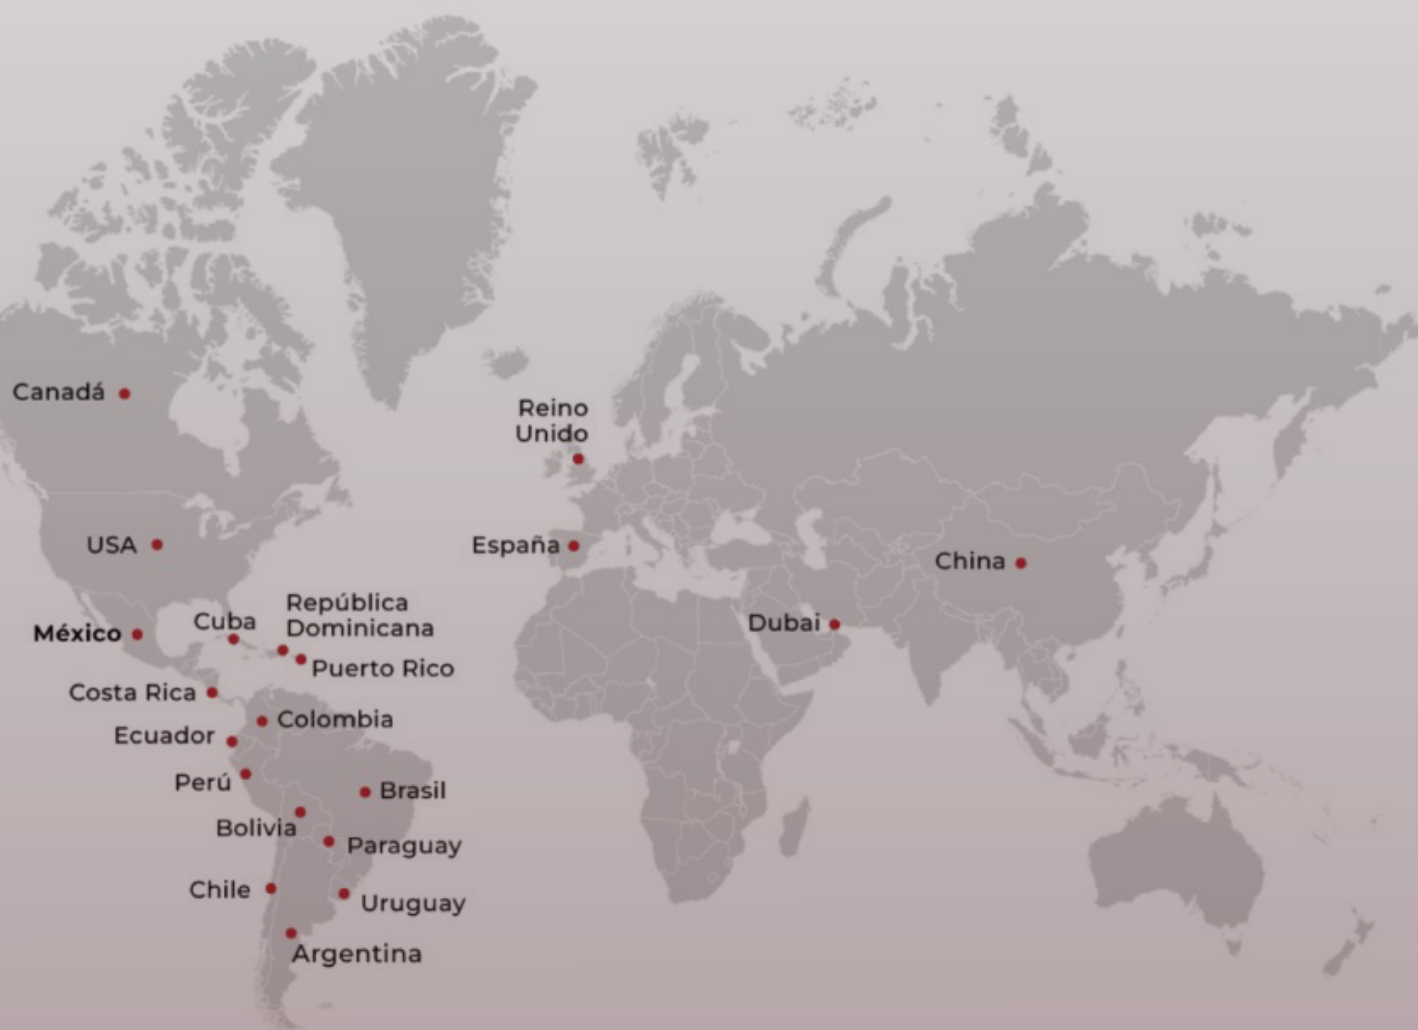 Canadá
Reino
Unido
USA
España
China
República
Dominicana
Cuba
Dubai
México
Puerto Rico
Costa Rica
Colombia
Ecuador
Perú
Brasil
Bolivia
Paraguay
Chile
Uruguay
Argentina